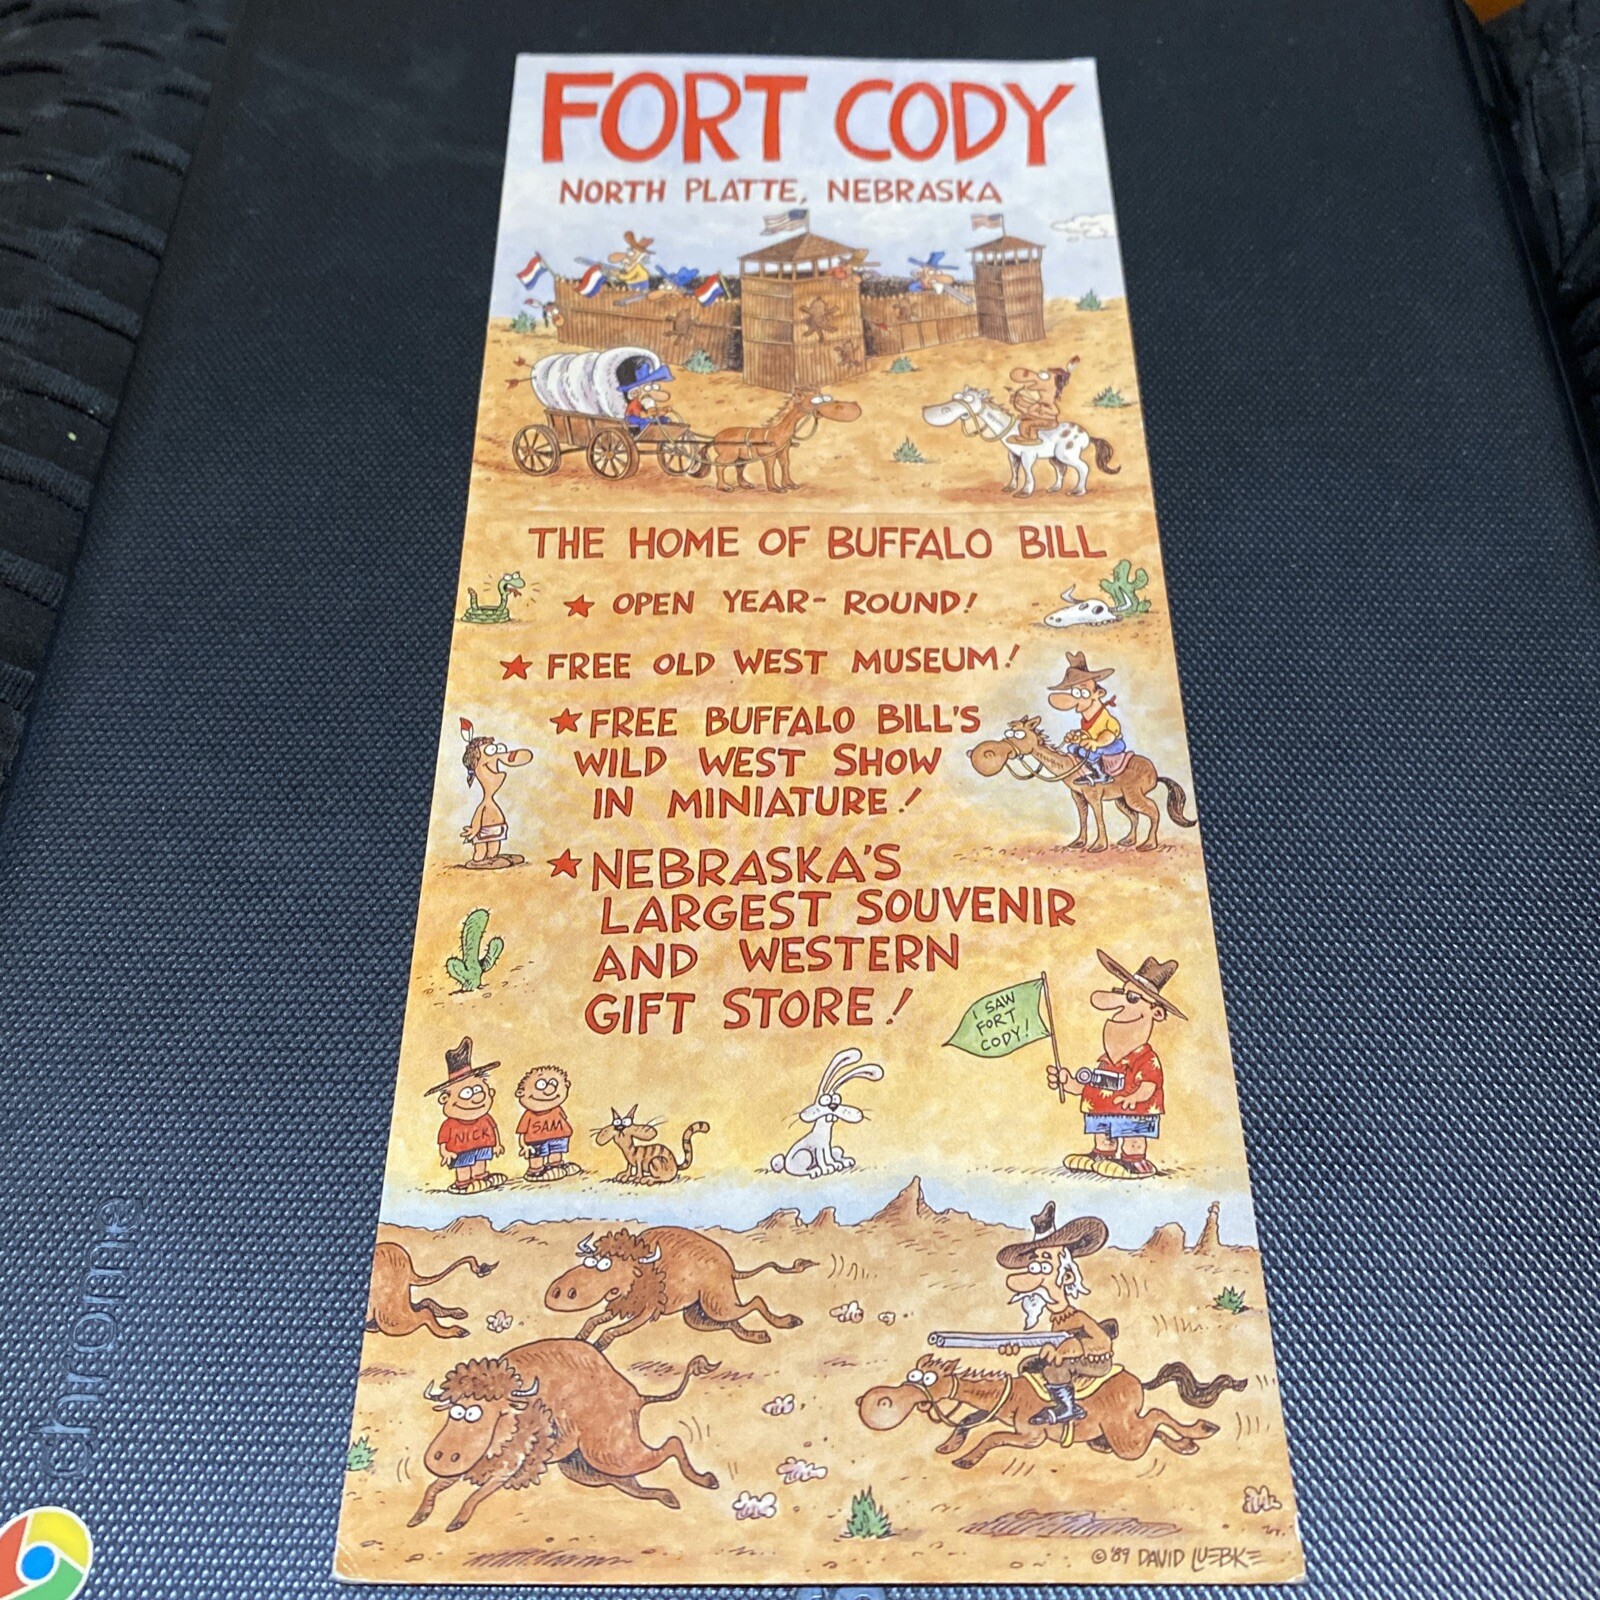 FORT CODY
NORTH PLATTE, NEBRASKA
THE HOME OF BUFFALO BILL
★ OPEN YEAR-ROUND!
★ FREE OLD WEST MUSEUM!
★ FREE BUFFALO BILL'S
WILD WEST SHOW
IN MINIATURE!
★ NEBRASKA'S
LARGEST SOUVENIR
AND WESTERN
GIFT STORE!
I SAW
FORT
CODY!
NICK
SAM
© '89 DAVID LUEBKE
chrome